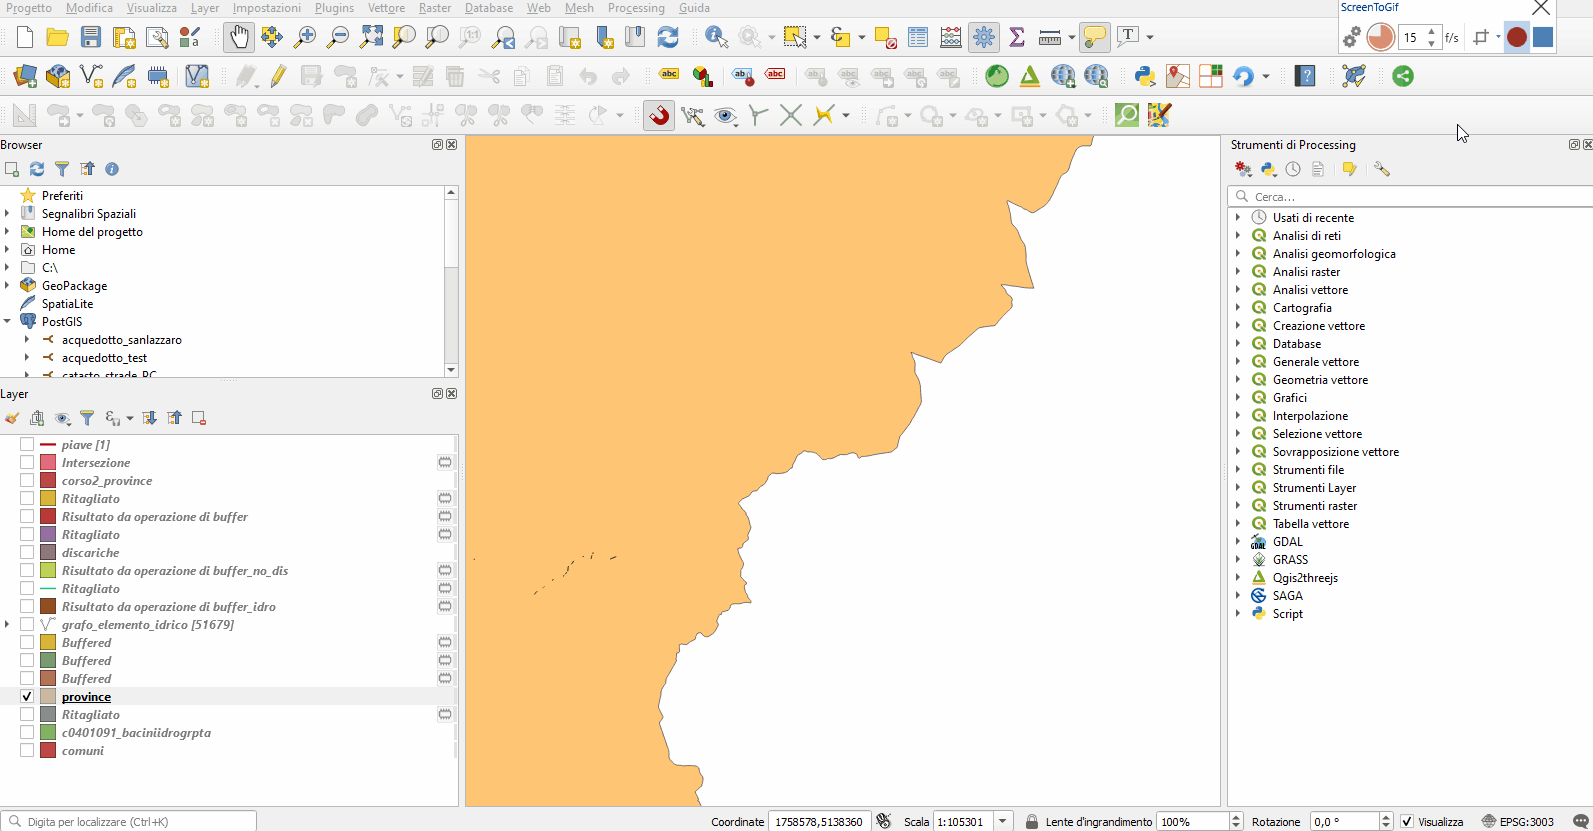 Progetto Modifica Visualizza Layer Impostazioni Plugins Vettore Raster Database Web Mesh Processing Guida
ScreenToGif
15 f/s
abc
Browser
Preferiti
Segnalibri Spaziali
Home del progetto
Home
C:\
GeoPackage
SpatiaLite
PostGIS
acquedotto_sanlazzaro
acquedotto_test
catasto_strade_RC
Layer
piave [1]
Intersezione
corso2_province
Ritagliato
Risultato da operazione di buffer
Ritagliato
discariche
Risultato da operazione di buffer_no_dis
Ritagliato
Risultato da operazione di buffer_idro
grafo_elemento_idrico [51679]
Buffered
Buffered
Buffered
province
Ritagliato
c0401091_baciniidrogrpta
comuni
Strumenti di Processing
Cerca...
Usati di recente
Analisi di reti
Analisi geomorfologica
Analisi raster
Analisi vettore
Cartografia
Creazione vettore
Database
Generale vettore
Geometria vettore
Grafici
Interpolazione
Selezione vettore
Sovrapposizione vettore
Strumenti file
Strumenti Layer
Strumenti raster
Tabella vettore
GDAL
GRASS
Qgis2threejs
SAGA
Script
Digita per localizzare (Ctrl+K) Coordinate 1758578,5138360 Scala 1:105301 Lente d'ingrandimento 100% Rotazione 0,0 ° Visualizza EPSG:3003